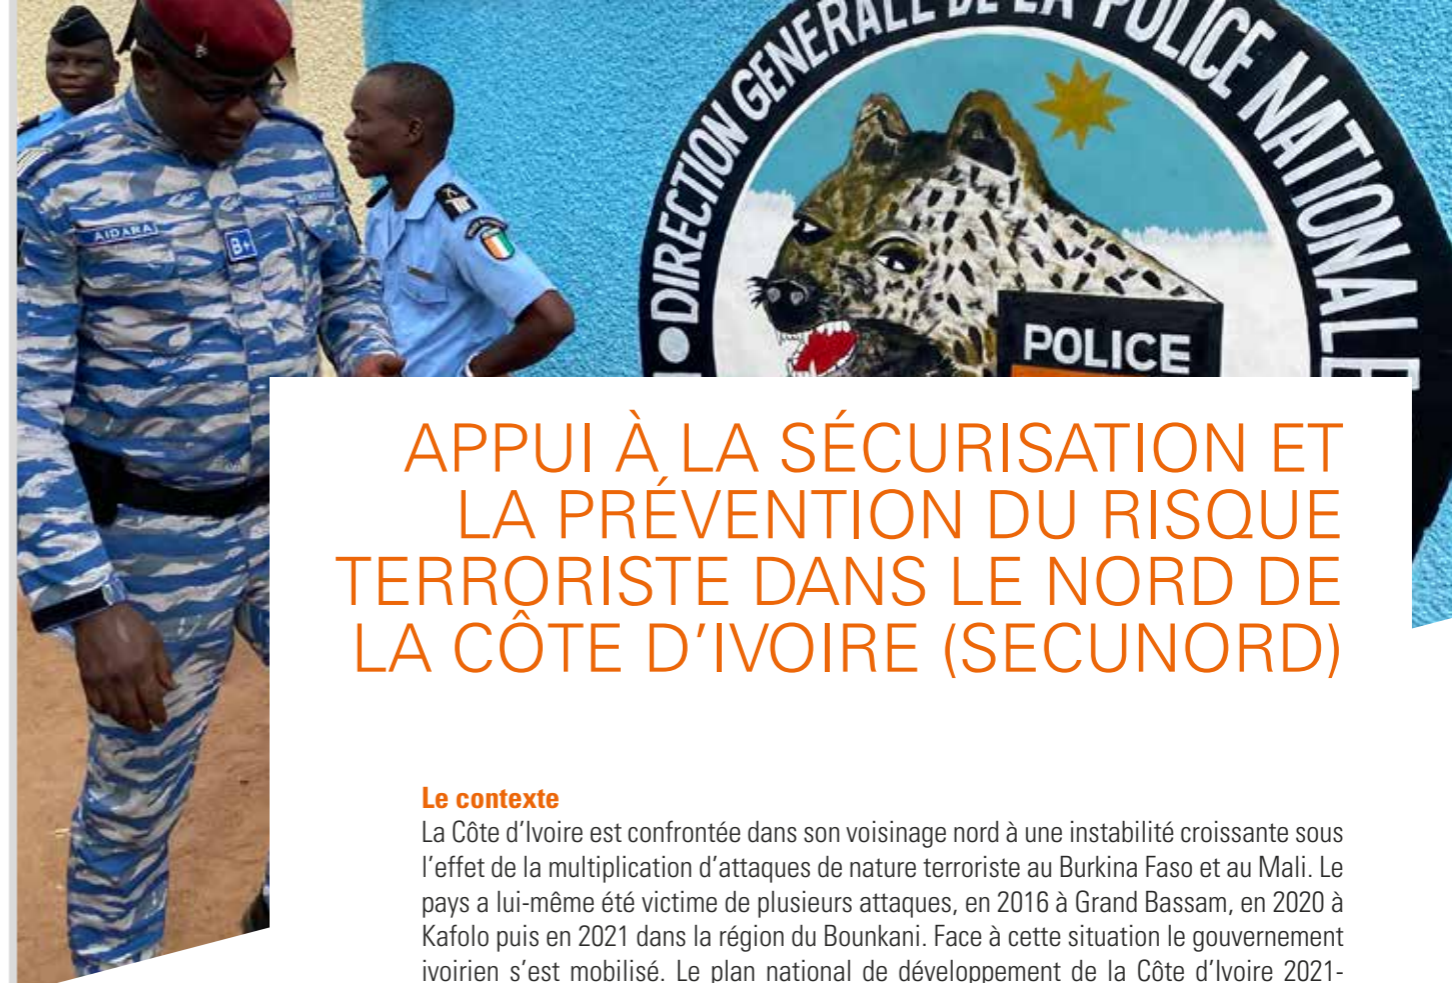 DIRECTION GENERALE DE LA POLICE NATIONALE
AIDARA
B+
POLICE
APPUI À LA SÉCURISATION ET
LA PRÉVENTION DU RISQUE
TERRORISTE DANS LE NORD DE
LA CÔTE D’IVOIRE (SECUNORD)
Le contexte
La Côte d’Ivoire est confrontée dans son voisinage nord à une instabilité croissante sous
l’effet de la multiplication d’attaques de nature terroriste au Burkina Faso et au Mali. Le
pays a lui-même été victime de plusieurs attaques, en 2016 à Grand Bassam, en 2020 à
Kafolo puis en 2021 dans la région du Bounkani. Face à cette situation le gouvernement
ivoirien s’est mobilisé. Le plan national de développement de la Côte d’Ivoire 2021-